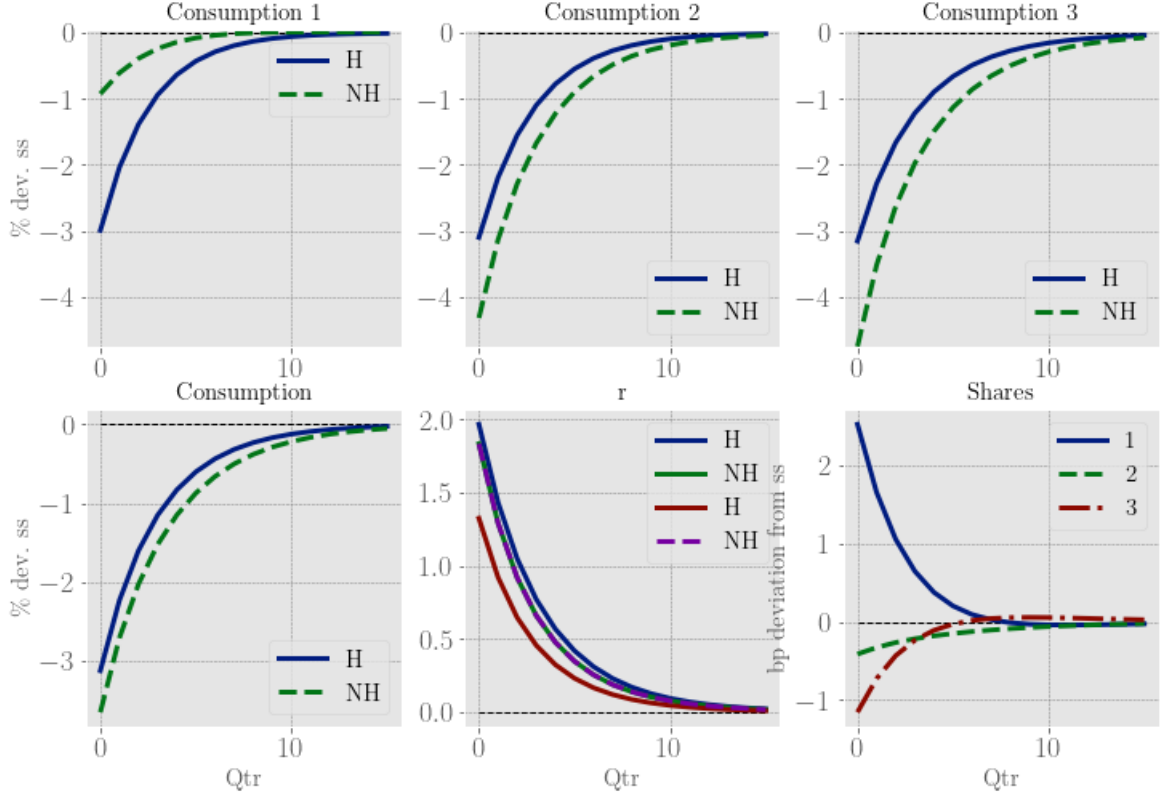 Consumption 1
Consumption 2
Consumption 3
% dev. ss
0
−1
−2
−3
−4
H
NH
0
10
0
−1
−2
−3
−4
H
NH
0
10
0
−1
−2
−3
−4
H
NH
0
10
Consumption
r
Shares
% dev. ss
0
−1
−2
−3
H
NH
0
10
Qtr
2.0
1.5
1.0
0.5
0.0
H
NH
H
NH
0
10
Qtr
bp deviation from ss
2
1
0
−1
1
2
3
0
10
Qtr